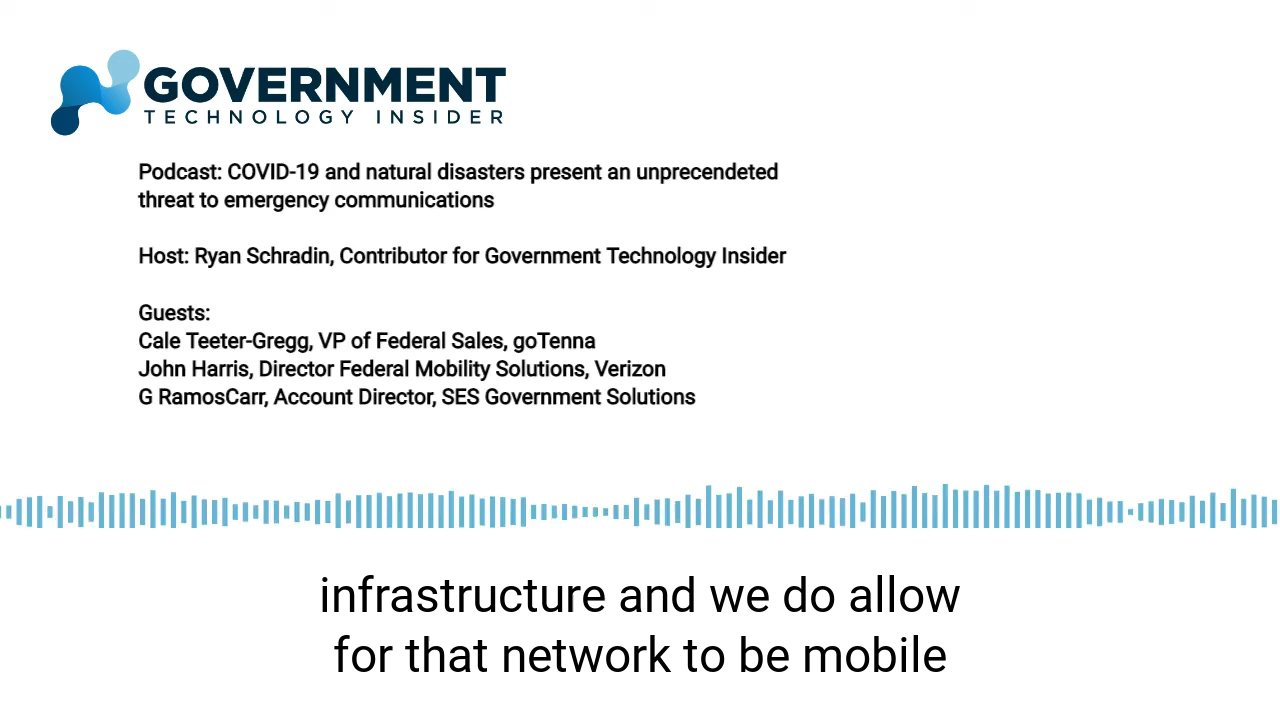 GOVERNMENT
TECHNOLOGY INSIDER
Podcast: COVID-19 and natural disasters present an unprecendeted
threat to emergency communications
Host: Ryan Schradin, Contributor for Government Technology Insider
Guests:
Cale Teeter-Gregg, VP of Federal Sales, goTenna
John Harris, Director Federal Mobility Solutions, Verizon
G RamosCarr, Account Director, SES Government Solutions
infrastructure and we do allow
for that network to be mobile